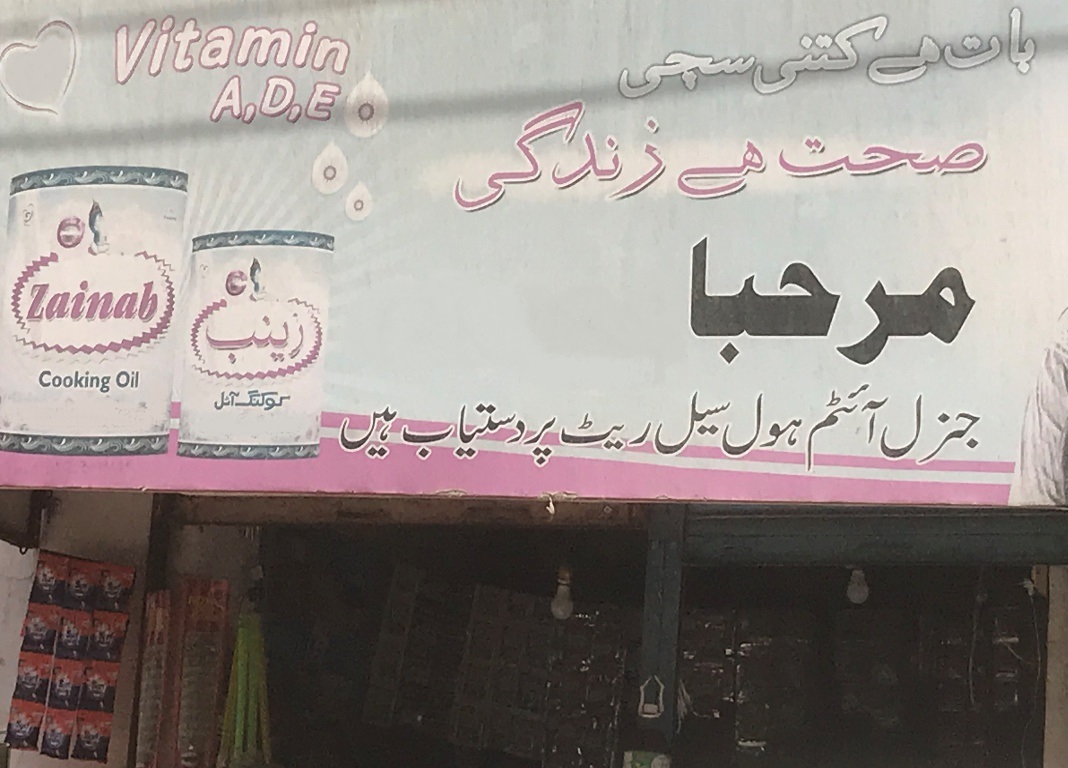 Vitamin
A,D,E
بات ہے کتنی سچی
صحت ہے زندگی
مرحبا
جنرل آئٹم ہول سیل ریٹ پر دستیاب ہیں
Zainab
Cooking Oil
زینب
کوکنگ آئل